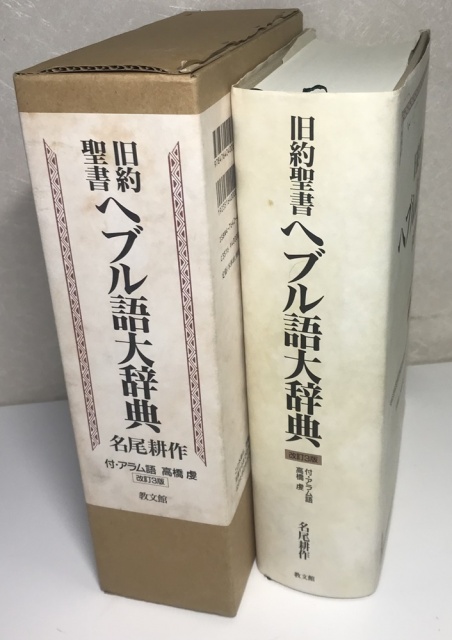 旧約
聖書
ヘブル語大辞典
名尾耕作
付・アラム語 高橋 虔
改訂3版
教文館
旧約聖書
ヘブル語大辞典
改訂3版
付・アラム語
高橋 虔
名尾耕作
教文館